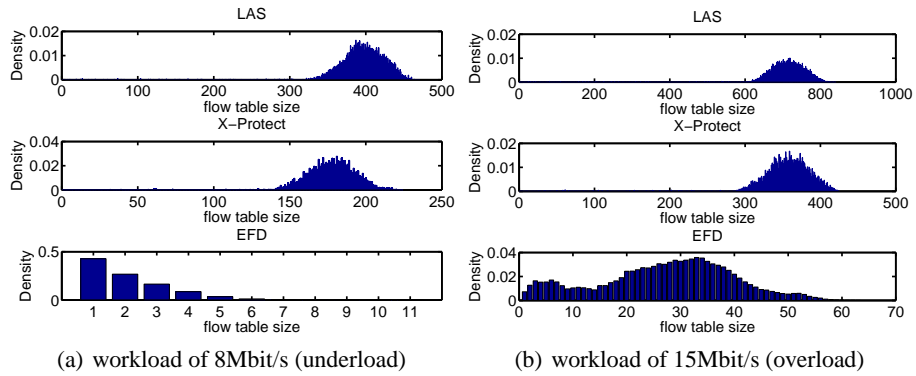 LAS
0.02
0.01
0
Density
0 100 200 300 400 500
flow table size
X−Protect
0.04
0.02
0
Density
0 50 100 150 200 250
flow table size
EFD
0.5
0
Density
1 2 3 4 5 6 7 8 9 10 11
flow table size
(a) workload of 8Mbit/s (underload)
LAS
0.02
0.01
0
Density
0 200 400 600 800 1000
flow table size
X−Protect
0.02
0.01
0
Density
0 100 200 300 400 500
flow table size
EFD
0.04
0.02
0
Density
0 10 20 30 40 50 60 70
flow table size
(b) workload of 15Mbit/s (overload)